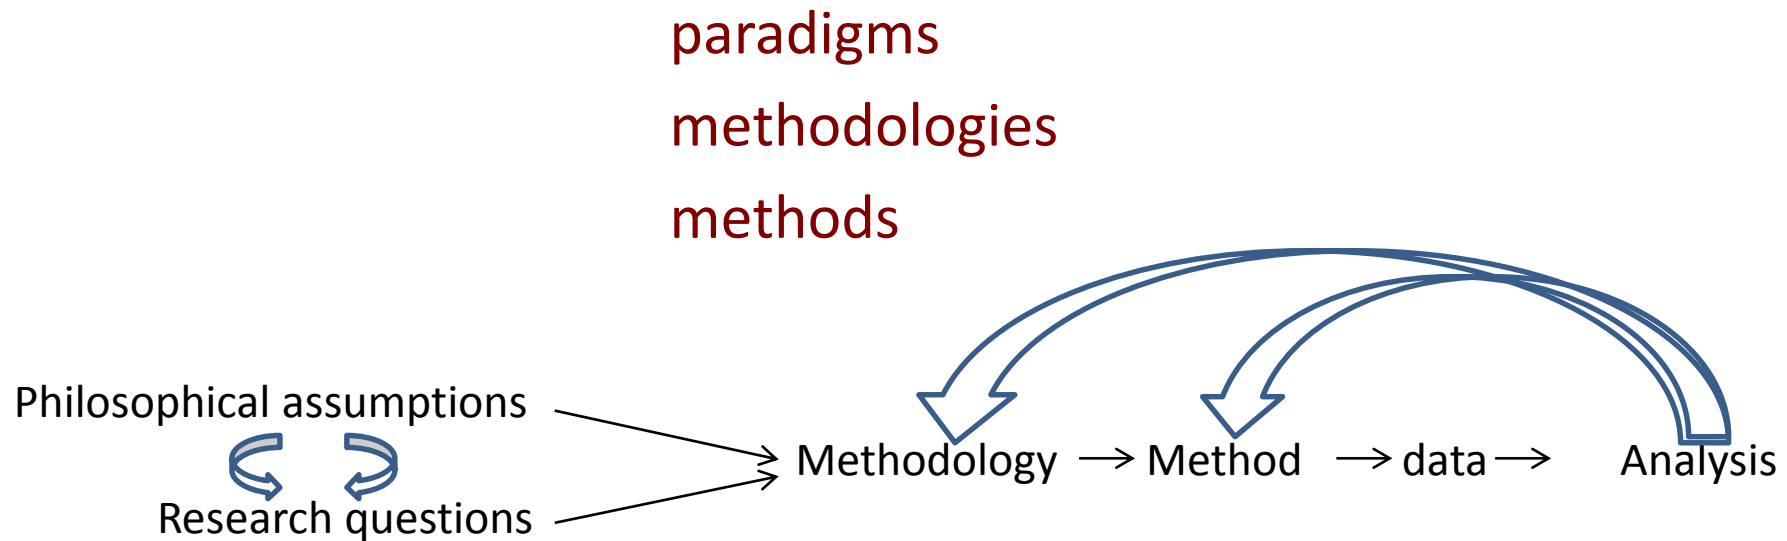 paradigms
methodologies
methods
Philosophical assumptions
Methodology → Method → data → Analysis
Research questions